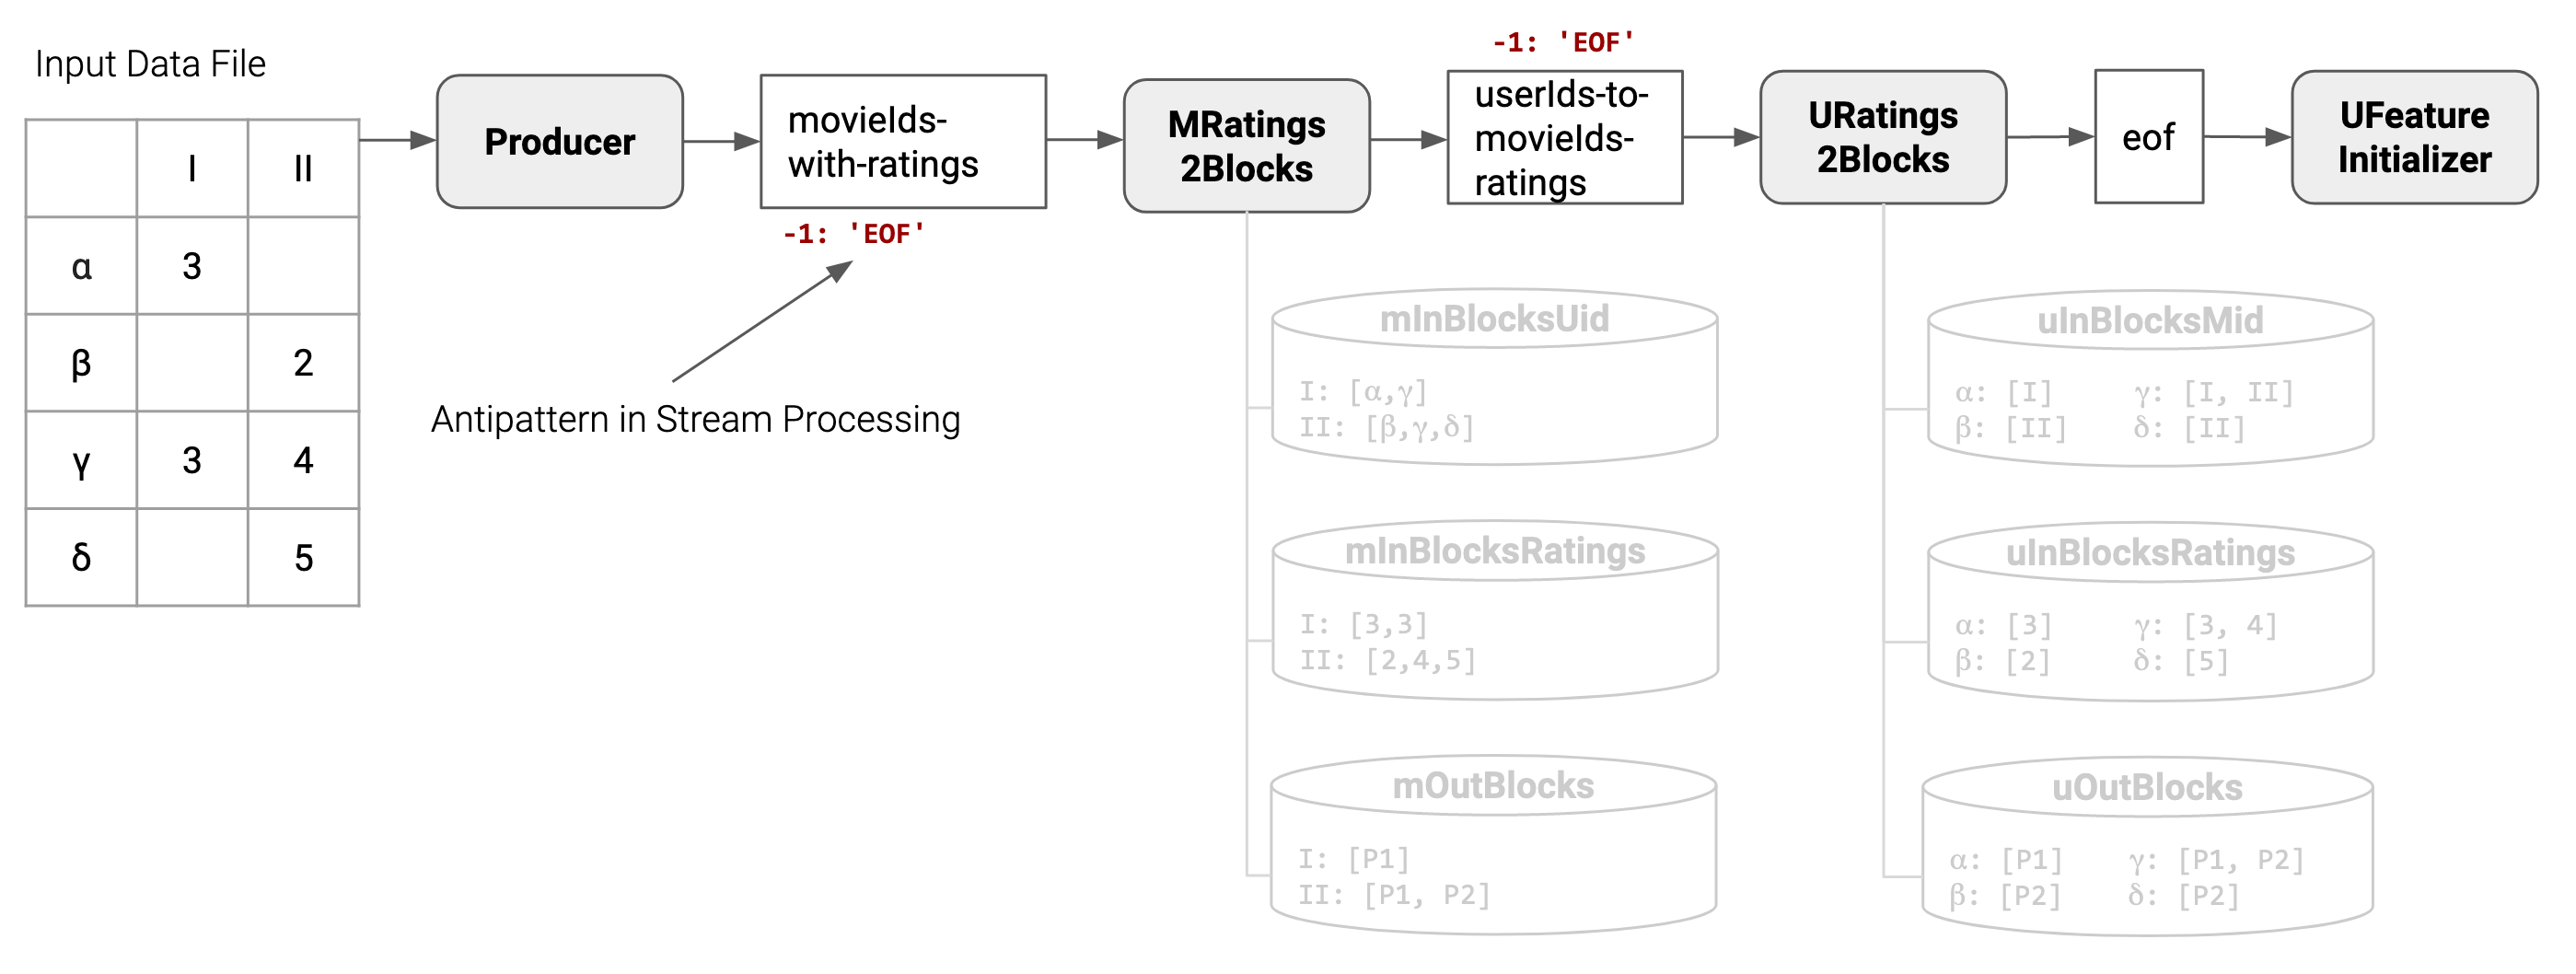 Input Data File
I II
α 3
β 2
γ 3 4
δ 5
Producer
movieIds-
with-ratings
-1: 'EOF'
Antipattern in Stream Processing
MRatings
2Blocks
-1: 'EOF'
userIds-to-
movieIds-
ratings
URatings
2Blocks
eof
UFeature
Initializer
mInBlocksUid
I: [α,γ]
II: [β,γ,δ]
mInBlocksRatings
I: [3,3]
II: [2,4,5]
mOutBlocks
I: [P1]
II: [P1, P2]
uInBlocksMid
α: [I] γ: [I, II]
β: [II] δ: [II]
uInBlocksRatings
α: [3] γ: [3, 4]
β: [2] δ: [5]
uOutBlocks
α: [P1] γ: [P1, P2]
β: [P2] δ: [P2]